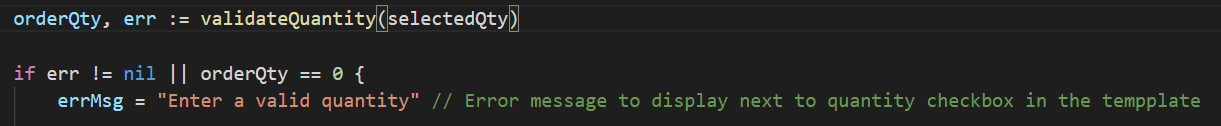 orderQty, err := validateQuantity(selectedQty)
if err != nil || orderQty == 0 {
errMsg = "Enter a valid quantity" // Error message to display next to quantity checkbox in the tempplate